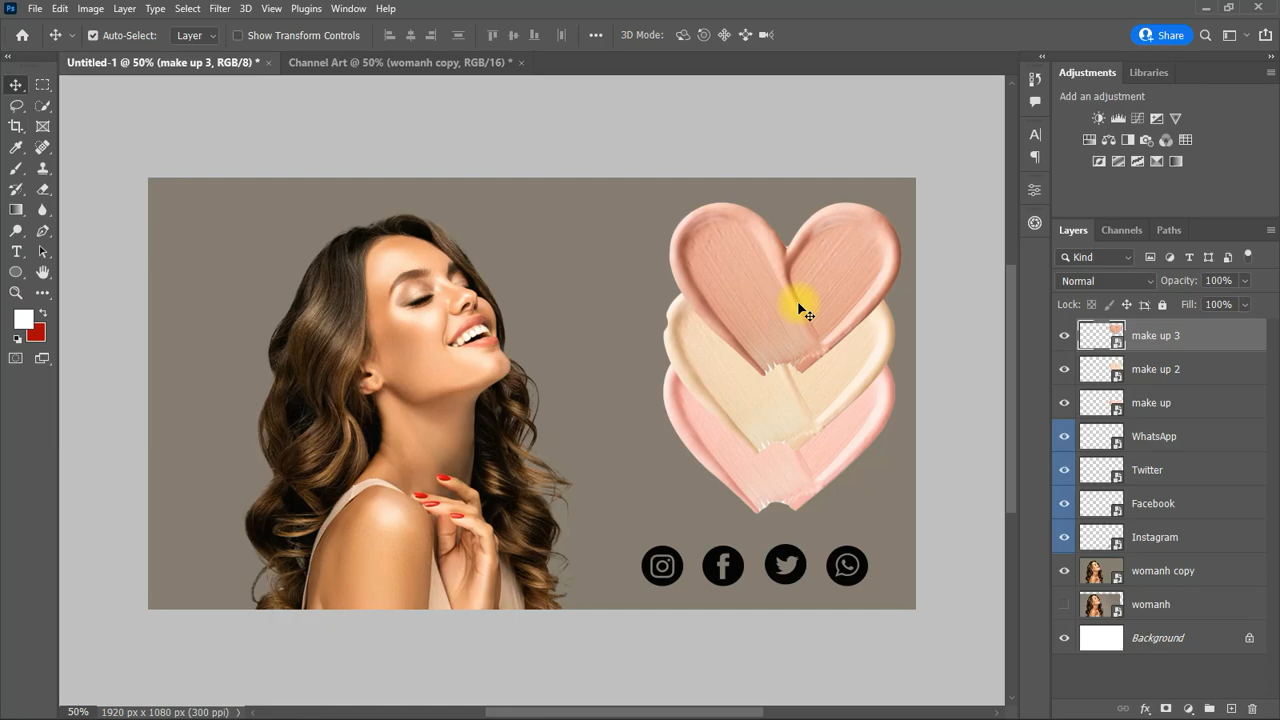 Ps File Edit Image Layer Type Select Filter 3D View Plugins Window Help
Auto-Select: Layer Show Transform Controls 3D Mode: Share
Untitled-1 @ 50% (make up 3, RGB/8) * Channel Art @ 50% (womanh copy, RGB/16) *
Adjustments Libraries
Add an adjustment
Layers Channels Paths
Kind
Normal Opacity: 100%
Lock: Fill: 100%
make up 3
make up 2
make up
WhatsApp
Twitter
Facebook
Instagram
womanh copy
womanh
Background
50% 1920 px x 1080 px (300 ppi)